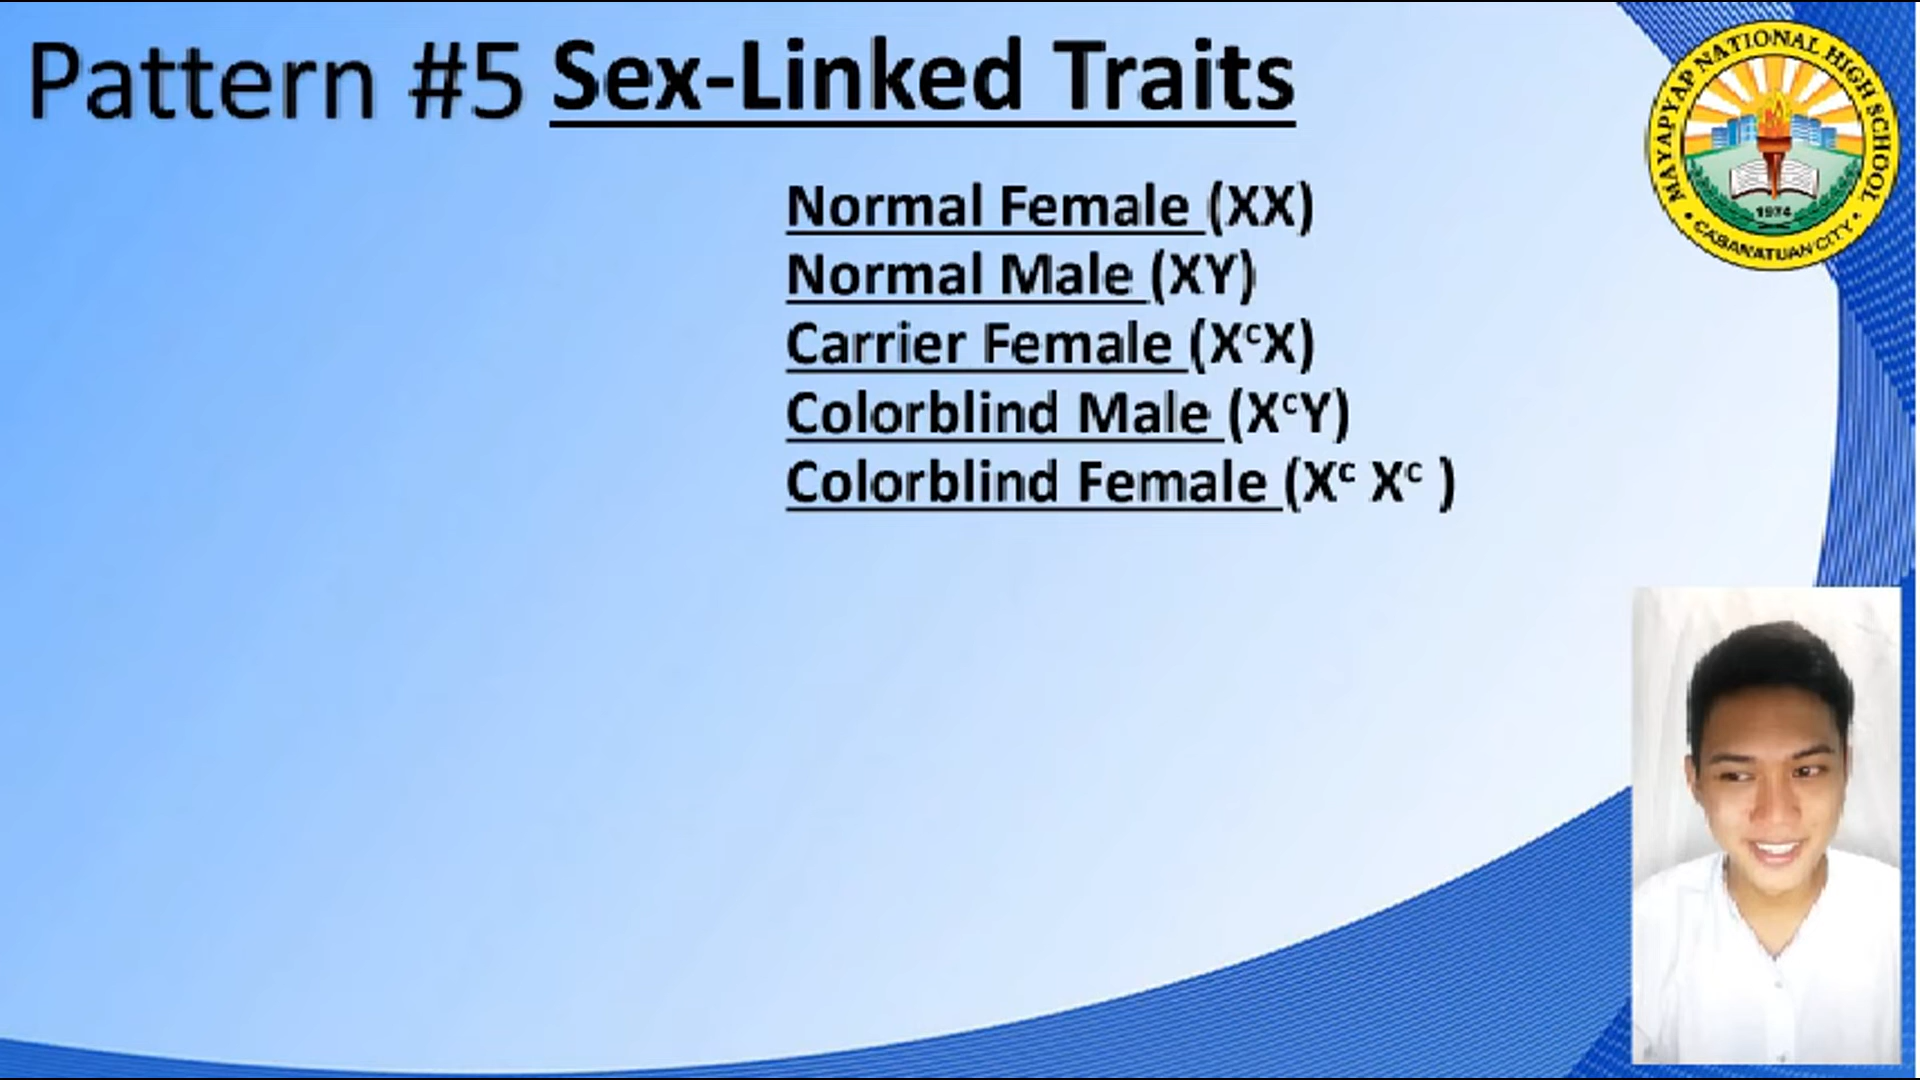 Pattern #5 Sex-Linked Traits
Normal Female (XX)
Normal Male (XY)
Carrier Female (XᶜX)
Colorblind Male (XᶜY)
Colorblind Female (Xᶜ Xᶜ )
MAYAPYAP NATIONAL HIGH SCHOOL
1974
• CABANATUAN CITY •